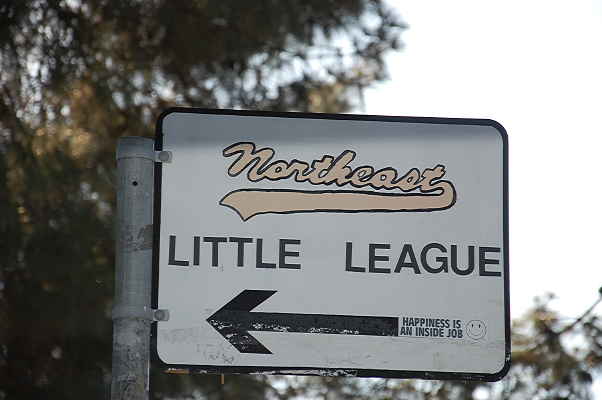 Northeast
LITTLE LEAGUE
HAPPINESS IS
AN INSIDE JOB